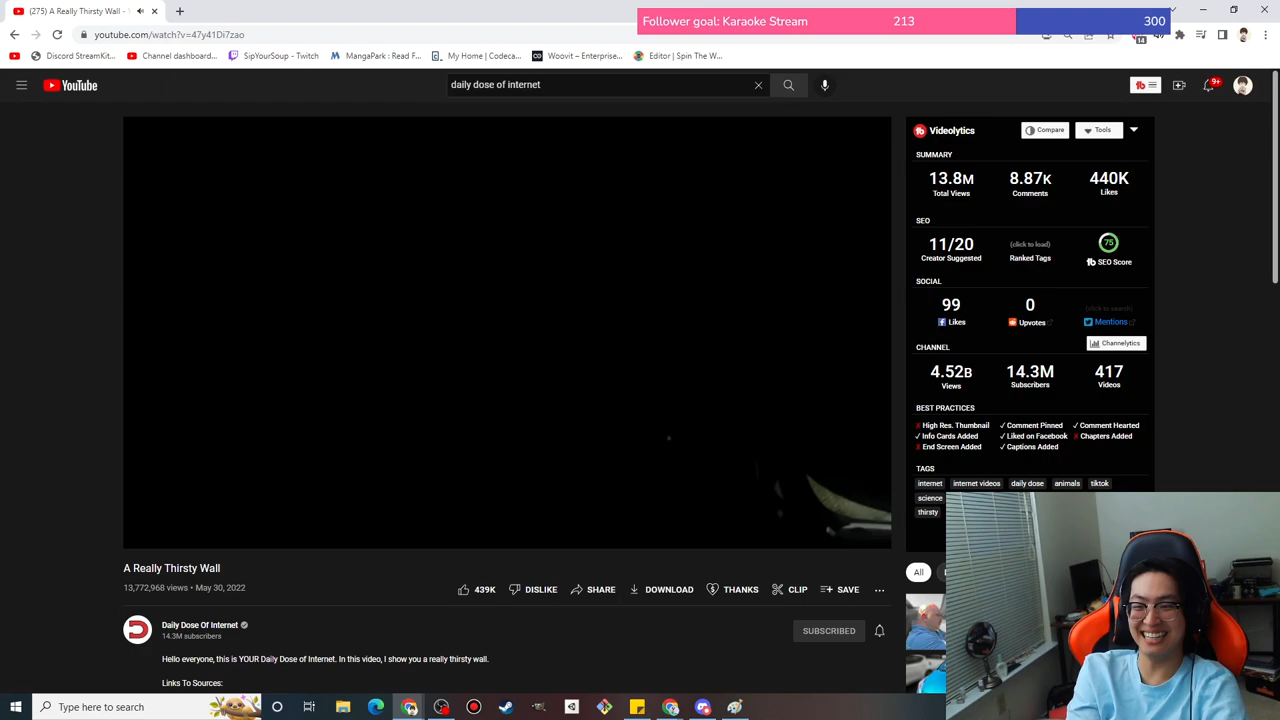 (275) A Really Thirsty Wall -
Follower goal: Karaoke Stream 213 300
youtube.com/watch?v=47y41Di7zao
14
Discord StreamKit... Channel dashboard... SipYourSoup - Twitch MangaPark : Read F... My Home | Codeca... Woovit – Enterprise... Editor | Spin The W...
YouTube
daily dose of internet
9+
Videolytics Compare Tools
SUMMARY
13.8M 8.87K 440K
Total Views Comments Likes
SEO
11/20 (click to load) 75
Creator Suggested Ranked Tags SEO Score
SOCIAL
99 0 (click to search)
Likes Upvotes Mentions
CHANNEL Channelytics
4.52B 14.3M 417
Views Subscribers Videos
BEST PRACTICES
✗ High Res. Thumbnail ✓ Comment Pinned ✓ Comment Hearted
✓ Info Cards Added ✓ Liked on Facebook ✗ Chapters Added
✗ End Screen Added ✓ Captions Added
TAGS
internet internet videos daily dose animals tiktok
science
thirsty
All
A Really Thirsty Wall
13,772,968 views • May 30, 2022
439K DISLIKE SHARE DOWNLOAD THANKS CLIP SAVE
Daily Dose Of Internet
14.3M subscribers
SUBSCRIBED
Hello everyone, this is YOUR Daily Dose of Internet. In this video, I show you a really thirsty wall.
Links To Sources:
Type here to search